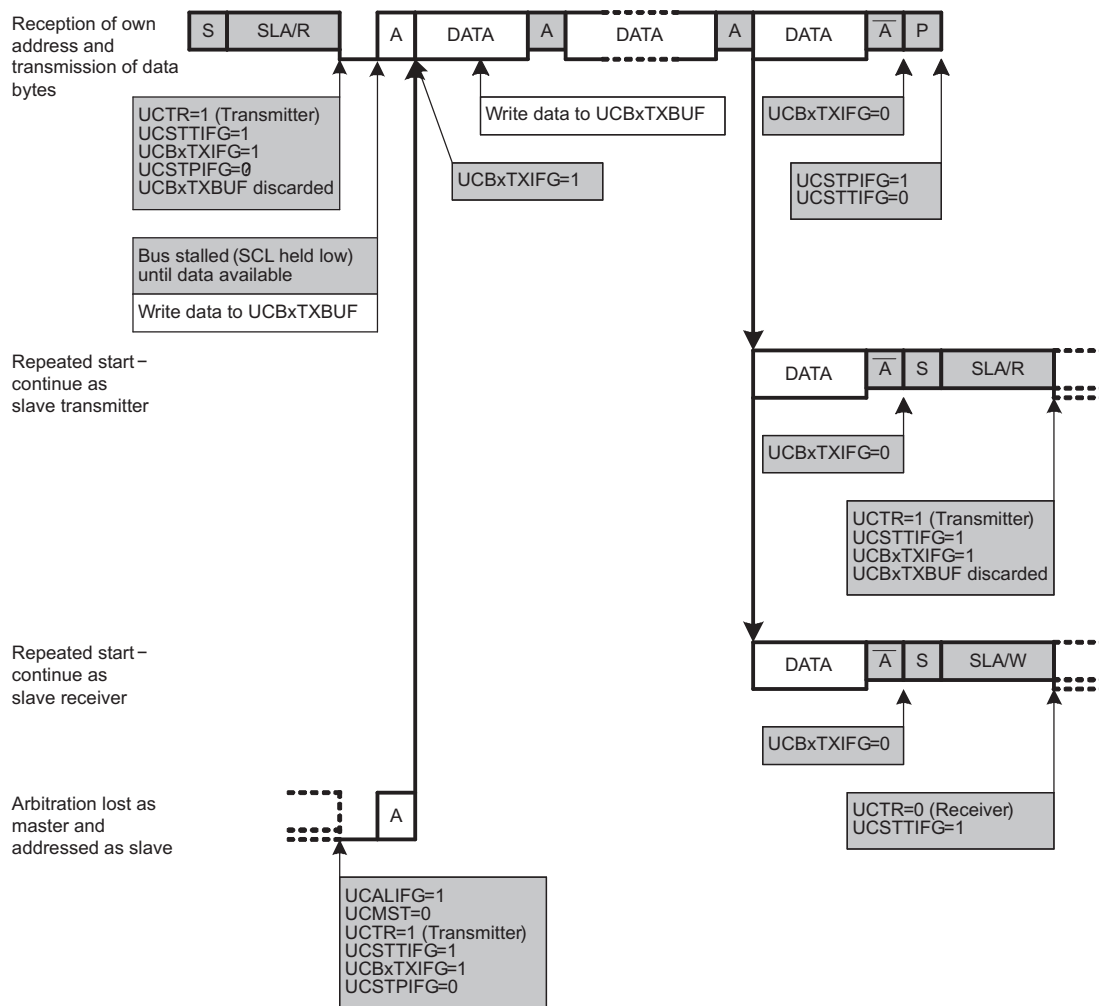 Reception of own
address and
transmission of data
bytes
S SLA/R A DATA A DATA A DATA A P
UCTR=1 (Transmitter)
UCSTTIFG=1
UCBxTXIFG=1
UCSTPIFG=0
UCBxTXBUF discarded
Write data to UCBxTXBUF
UCBxTXIFG=0
UCBxTXIFG=1
UCSTPIFG=1
UCSTTIFG=0
Bus stalled (SCL held low)
until data available
Write data to UCBxTXBUF
Repeated start−
continue as
slave transmitter
DATA A S SLA/R
UCBxTXIFG=0
UCTR=1 (Transmitter)
UCSTTIFG=1
UCBxTXIFG=1
UCBxTXBUF discarded
Repeated start−
continue as
slave receiver
DATA A S SLA/W
UCBxTXIFG=0
UCTR=0 (Receiver)
UCSTTIFG=1
Arbitration lost as
master and
addressed as slave
A
UCALIFG=1
UCMST=0
UCTR=1 (Transmitter)
UCSTTIFG=1
UCBxTXIFG=1
UCSTPIFG=0